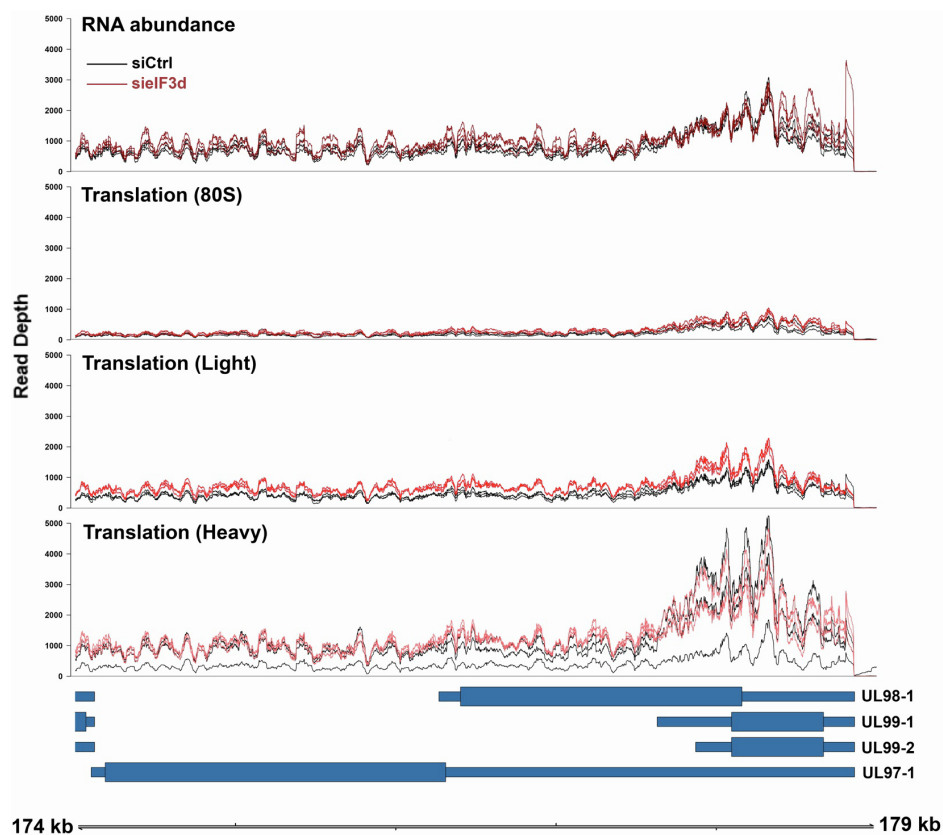 RNA abundance
siCtrl
sieIF3d
5000
4000
3000
2000
1000
0
Translation (80S)
5000
4000
3000
2000
1000
0
Translation (Light)
5000
4000
3000
2000
1000
0
Translation (Heavy)
5000
4000
3000
2000
1000
0
Read Depth
UL98-1
UL99-1
UL99-2
UL97-1
174 kb
179 kb